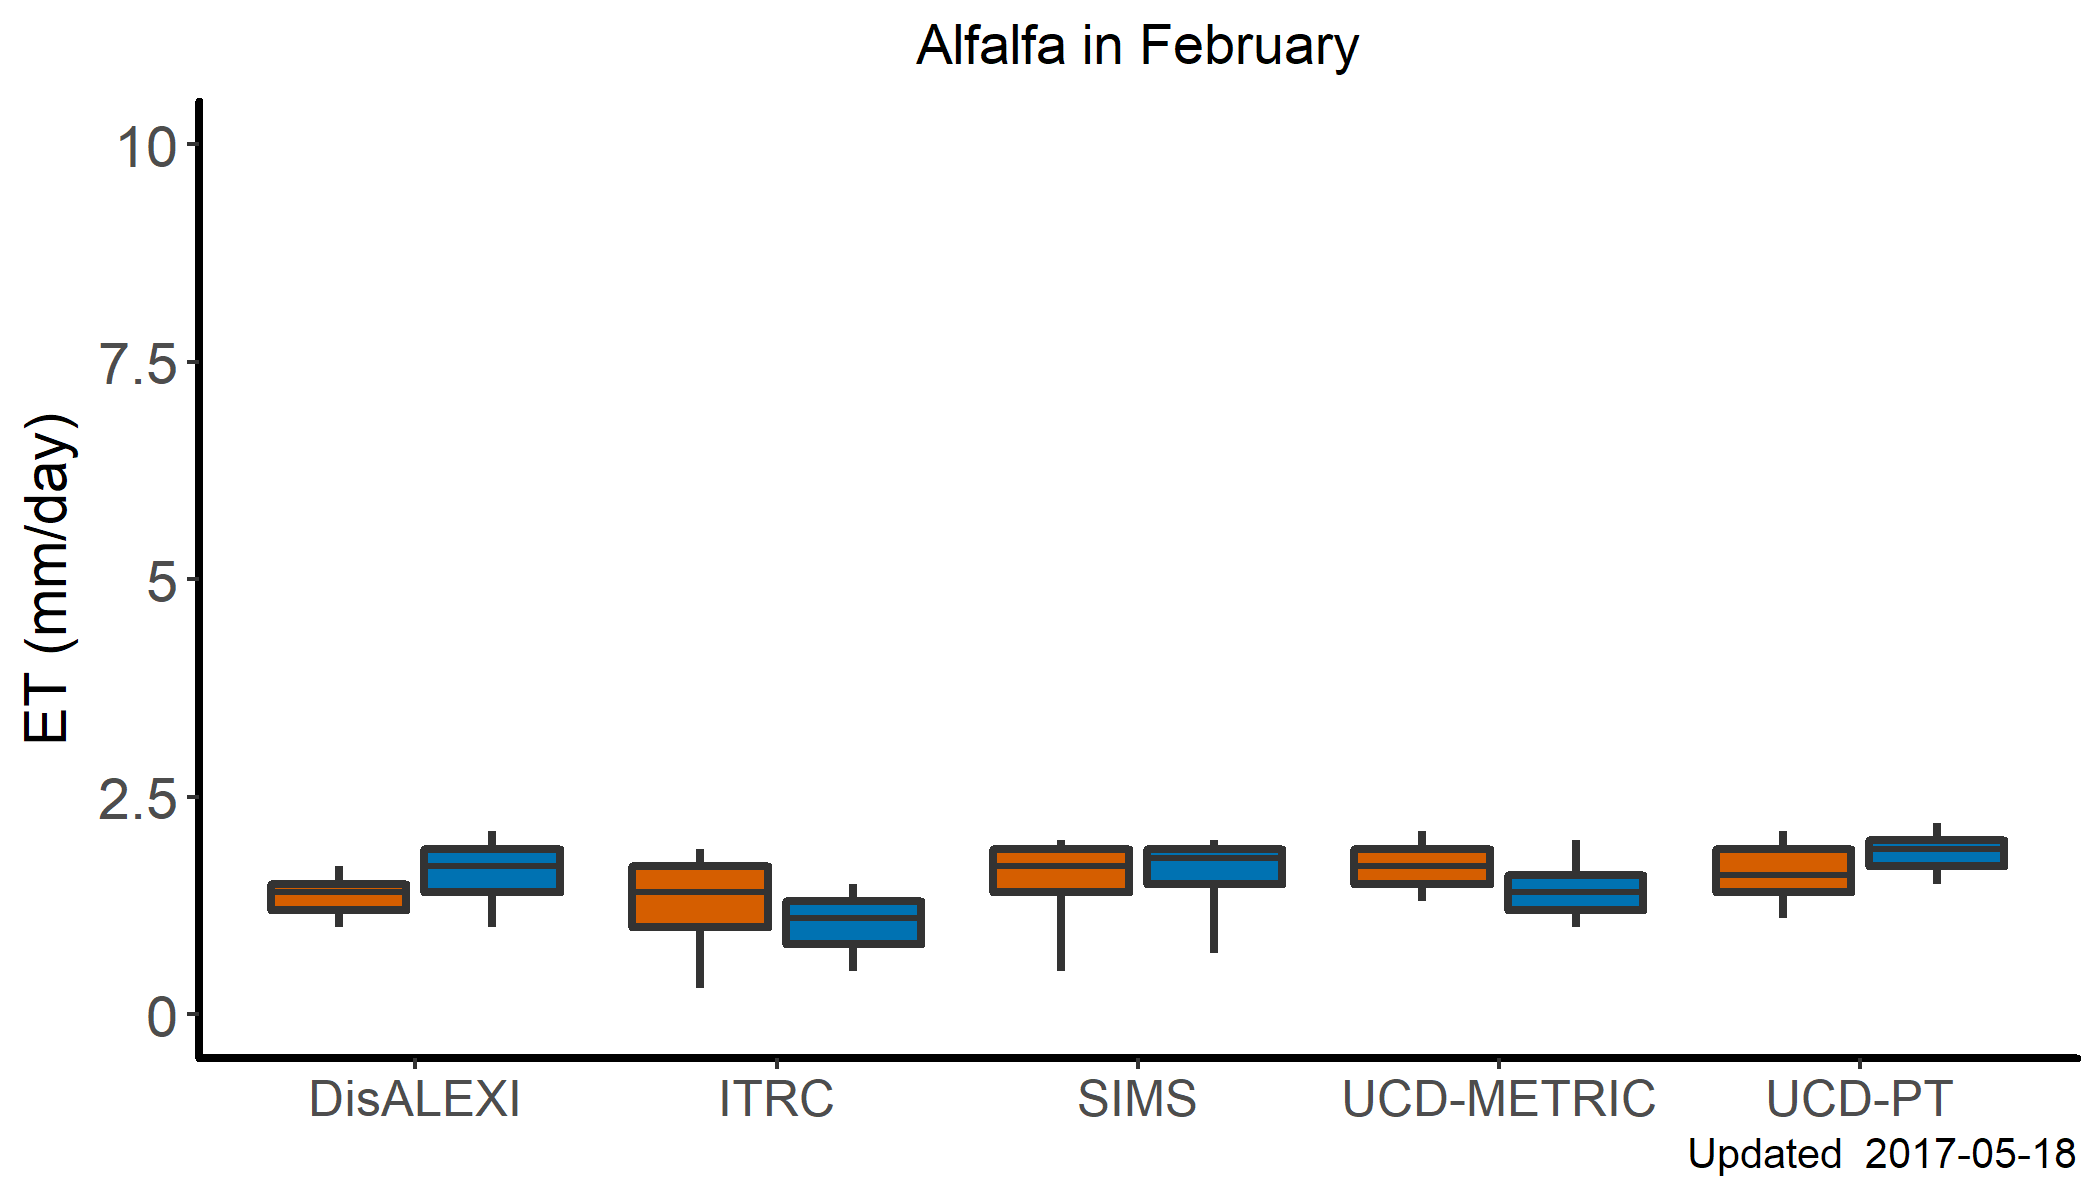 Alfalfa in February
ET (mm/day)
10
7.5
5
2.5
0
DisALEXI ITRC SIMS UCD-METRIC UCD-PT
Updated  2017-05-18